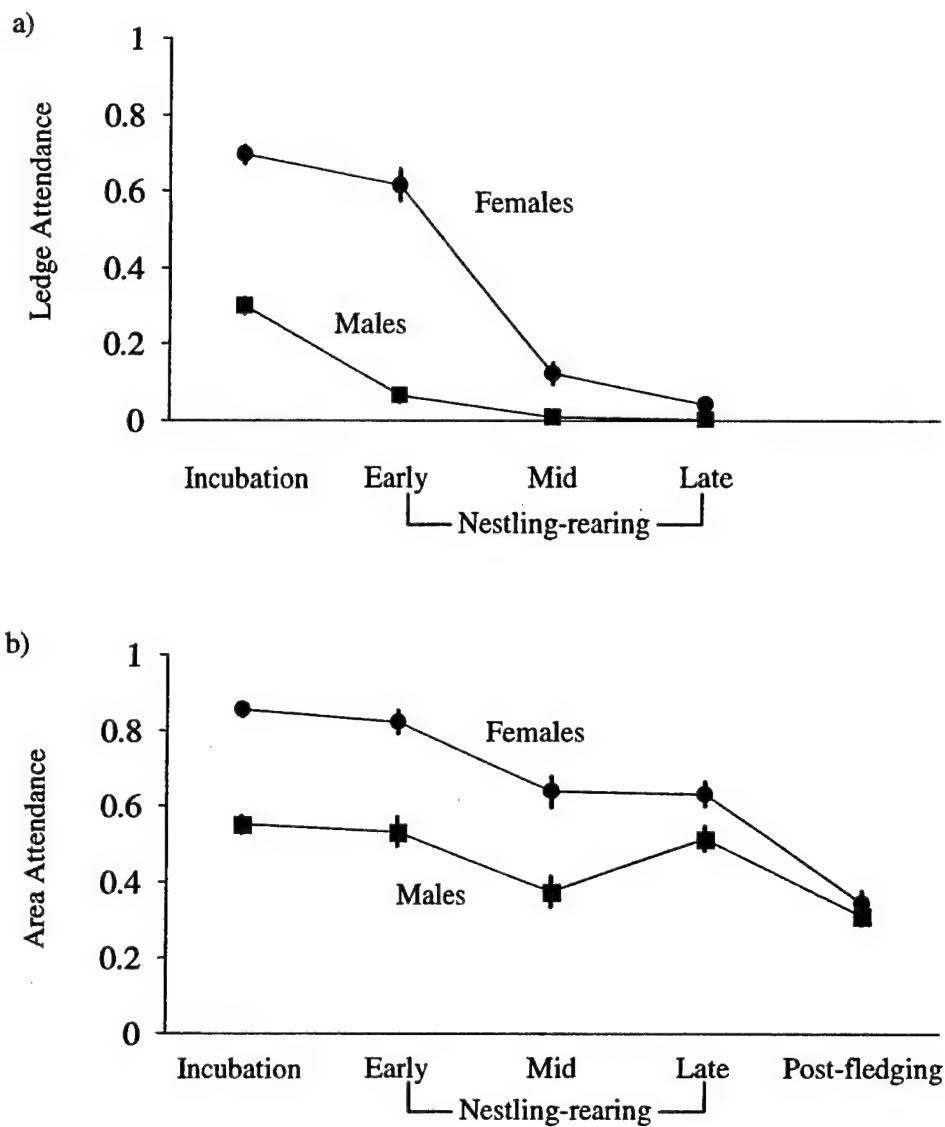 a)
1
0.8
0.6
0.4
0.2
0
Ledge Attendance
Females
Males
Incubation Early Mid Late
Nestling-rearing
b)
1
0.8
0.6
0.4
0.2
0
Area Attendance
Females
Males
Incubation Early Mid Late Post-fledging
Nestling-rearing